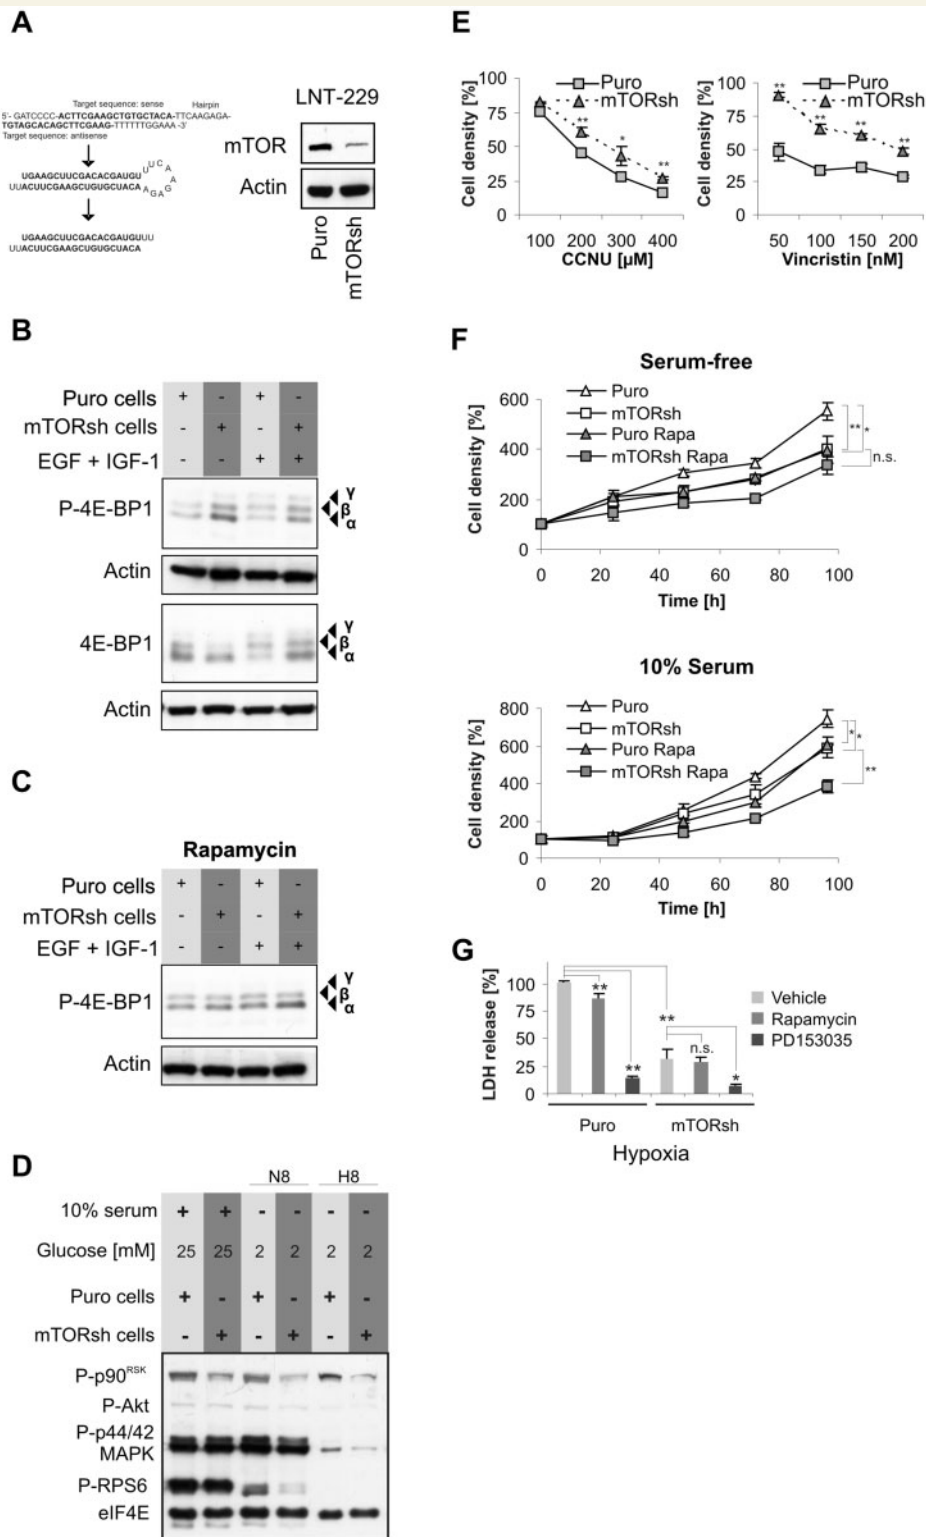 A
Target sequence: sense
Hairpin
5'- GATCCCC-ACTTCGAAGCTGTGCTACA-TTCAAGAGA-
TGTAGCACAGCTTCGAAG-TTTTTTGGAAA -3'
Target sequence: antisense
UGAAGCUUCGACACGAUGU
UUCAAGAGAA
UUACUUCGAAGCUGUGCUACA
UGAAGCUUCGACACGAUGUUU
UUACUUCGAAGCUGUGCUACA
LNT-229
mTOR
Actin
Puro
mTORsh
B
Puro cells + - + -
mTORsh cells - + - +
EGF + IGF-1 - - + +
P-4E-BP1
γ
β
α
Actin
4E-BP1
γ
β
α
Actin
C
Rapamycin
Puro cells + - + -
mTORsh cells - + - +
EGF + IGF-1 - - + +
P-4E-BP1
γ
β
α
Actin
D
N8 H8
10% serum + + - - - -
Glucose [mM] 25 25 2 2 2 2
Puro cells + - + - + -
mTORsh cells - + - + - +
P-p90RSK
P-Akt
P-p44/42
MAPK
P-RPS6
eIF4E
E
Cell density [%]
100
75
50
25
0
Puro
mTORsh
**
*
**
100 200 300 400
CCNU [µM]
Cell density [%]
100
75
50
25
0
Puro
mTORsh
**
**
**
**
50 100 150 200
Vincristin [nM]
F
Serum-free
Cell density [%]
600
400
200
0
Puro
mTORsh
Puro Rapa
mTORsh Rapa
** *
n.s.
0 20 40 60 80 100
Time [h]
10% Serum
Cell density [%]
800
600
400
200
0
Puro
mTORsh
Puro Rapa
mTORsh Rapa
* *
**
0 20 40 60 80 100
Time [h]
G
LDH release [%]
100
75
50
25
0
**
**
**
n.s.
*
Vehicle
Rapamycin
PD153035
Puro mTORsh
Hypoxia